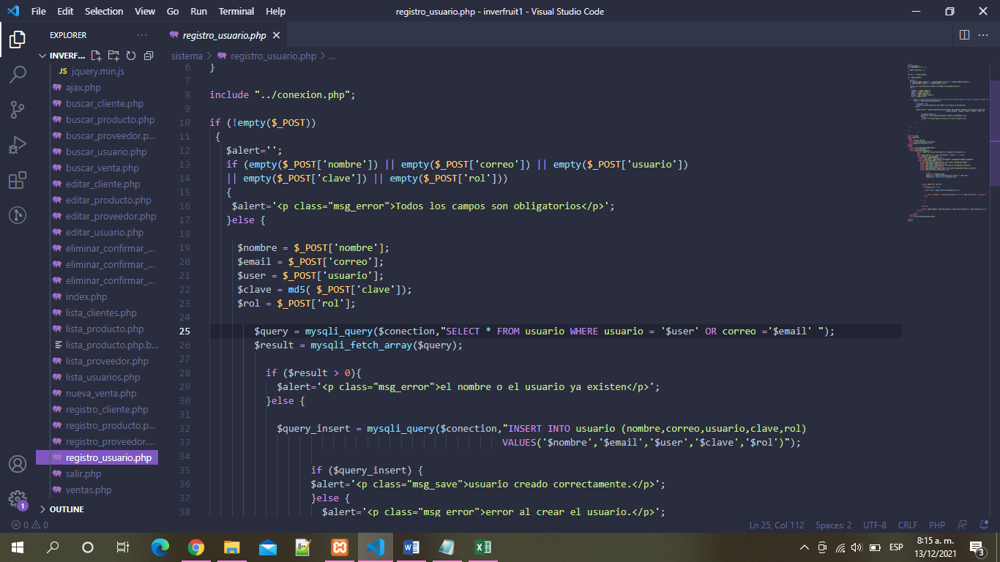 File Edit Selection View Go Run Terminal Help
registro_usuario.php - inverfruit1 - Visual Studio Code
EXPLORER
INVERF...
JS jquery.min.js
ajax.php
buscar_cliente.php
buscar_producto.php
buscar_proveedor.p...
buscar_usuario.php
buscar_venta.php
editar_cliente.php
editar_producto.php
editar_proveedor.php
editar_usuario.php
eliminar_confirmar_...
eliminar_confirmar_...
eliminar_confirmar_...
index.php
lista_clientes.php
lista_producto.php
lista_producto.php.b...
lista_proveedor.php
lista_usuarios.php
nueva_venta.php
registro_cliente.php
registro_producto.p...
registro_proveedor....
registro_usuario.php
salir.php
ventas.php
OUTLINE
registro_usuario.php
sistema > registro_usuario.php > ...
6 }
7
8 include "../conexion.php";
9
10 if (!empty($_POST))
11 {
12 $alert='';
13 if (empty($_POST['nombre']) || empty($_POST['correo']) || empty($_POST['usuario'])
14 || empty($_POST['clave']) || empty($_POST['rol']))
15 {
16 $alert='<p class="msg_error">Todos los campos son obligatorios</p>';
17 }else {
18
19 $nombre = $_POST['nombre'];
20 $email = $_POST['correo'];
21 $user = $_POST['usuario'];
22 $clave = md5( $_POST['clave']);
23 $rol = $_POST['rol'];
24
25 $query = mysqli_query($conection,"SELECT * FROM usuario WHERE usuario = '$user' OR correo ='$email' ");
26 $result = mysqli_fetch_array($query);
27
28 if ($result > 0){
29 $alert='<p class="msg_error">el nombre o el usuario ya existen</p>';
30 }else {
31
32 $query_insert = mysqli_query($conection,"INSERT INTO usuario (nombre,correo,usuario,clave,rol)
33 VALUES('$nombre','$email','$user','$clave','$rol')");
34
35 if ($query_insert) {
36 $alert='<p class="msg_save">usuario creado correctamente.</p>';
37 }else {
38 $alert='<p class="msg_error">error al crear el usuario.</p>';
1
0 0
Ln 25, Col 112 Spaces: 2 UTF-8 CRLF PHP
ESP
8:15 a. m.
13/12/2021
3